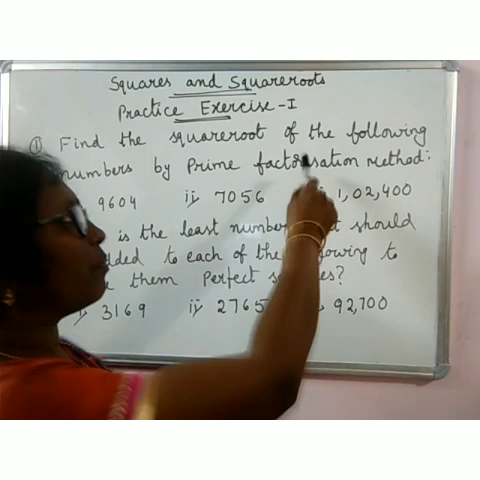 Squares and Squareroots
Practice Exercise-I
① Find the squareroot of the following
numbers by Prime factorisation method:
9604 ii) 7056 1,02,400
is the least number should
to each of the to
them Perfect
3169 ii) 2765 92,700